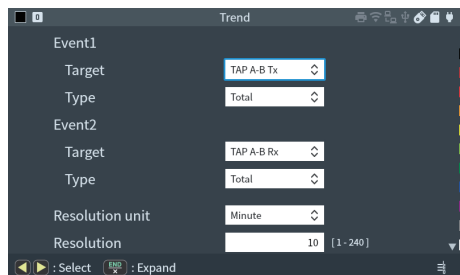 0 Trend
Event1
Target TAP A-B Tx
Type Total
Event2
Target TAP A-B Rx
Type Total
Resolution unit Minute
Resolution 10 [1-240]
: Select END × : Expand